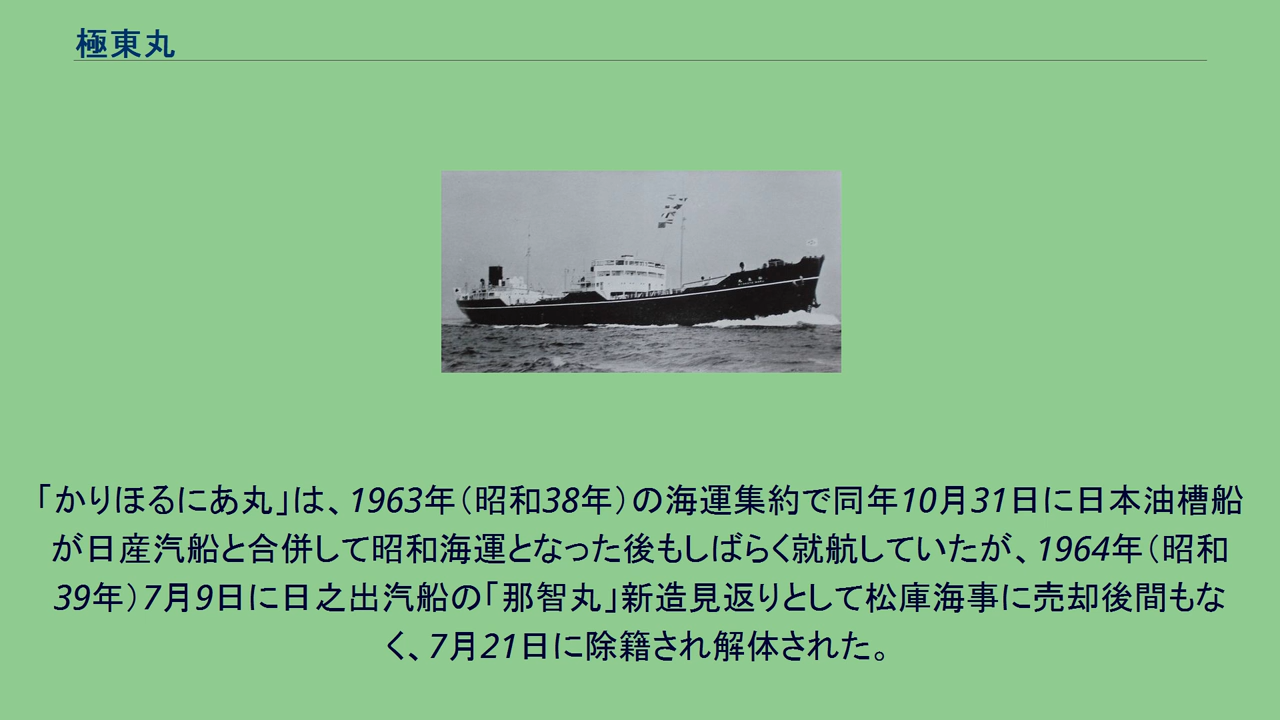 極東丸
「かりほるにあ丸」は、1963年（昭和38年）の海運集約で同年10月31日に日本油槽船
が日産汽船と合併して昭和海運となった後もしばらく就航していたが、1964年（昭和
39年）7月9日に日之出汽船の「那智丸」新造見返りとして松庫海事に売却後間もな
く、7月21日に除籍され解体された。